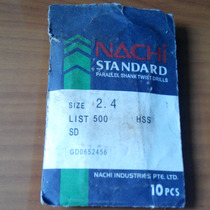 NACHi
STANDARD
PARALLEL SHANK TWIST DRILLS
SIZE 2.4
LIST 500 HSS
SD
GD0652456
NACHI INDUSTRIES PTE. LTD.
10 PCS